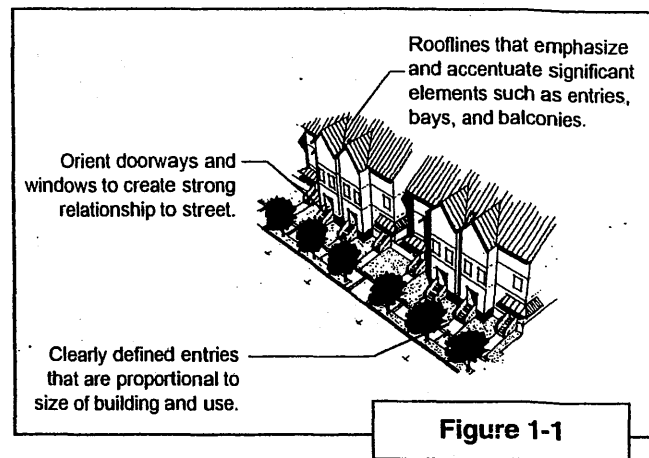 Rooflines that emphasize
and accentuate significant
elements such as entries,
bays, and balconies.
Orient doorways and
windows to create strong
relationship to street.
Clearly defined entries
that are proportional to
size of building and use.
Figure 1-1